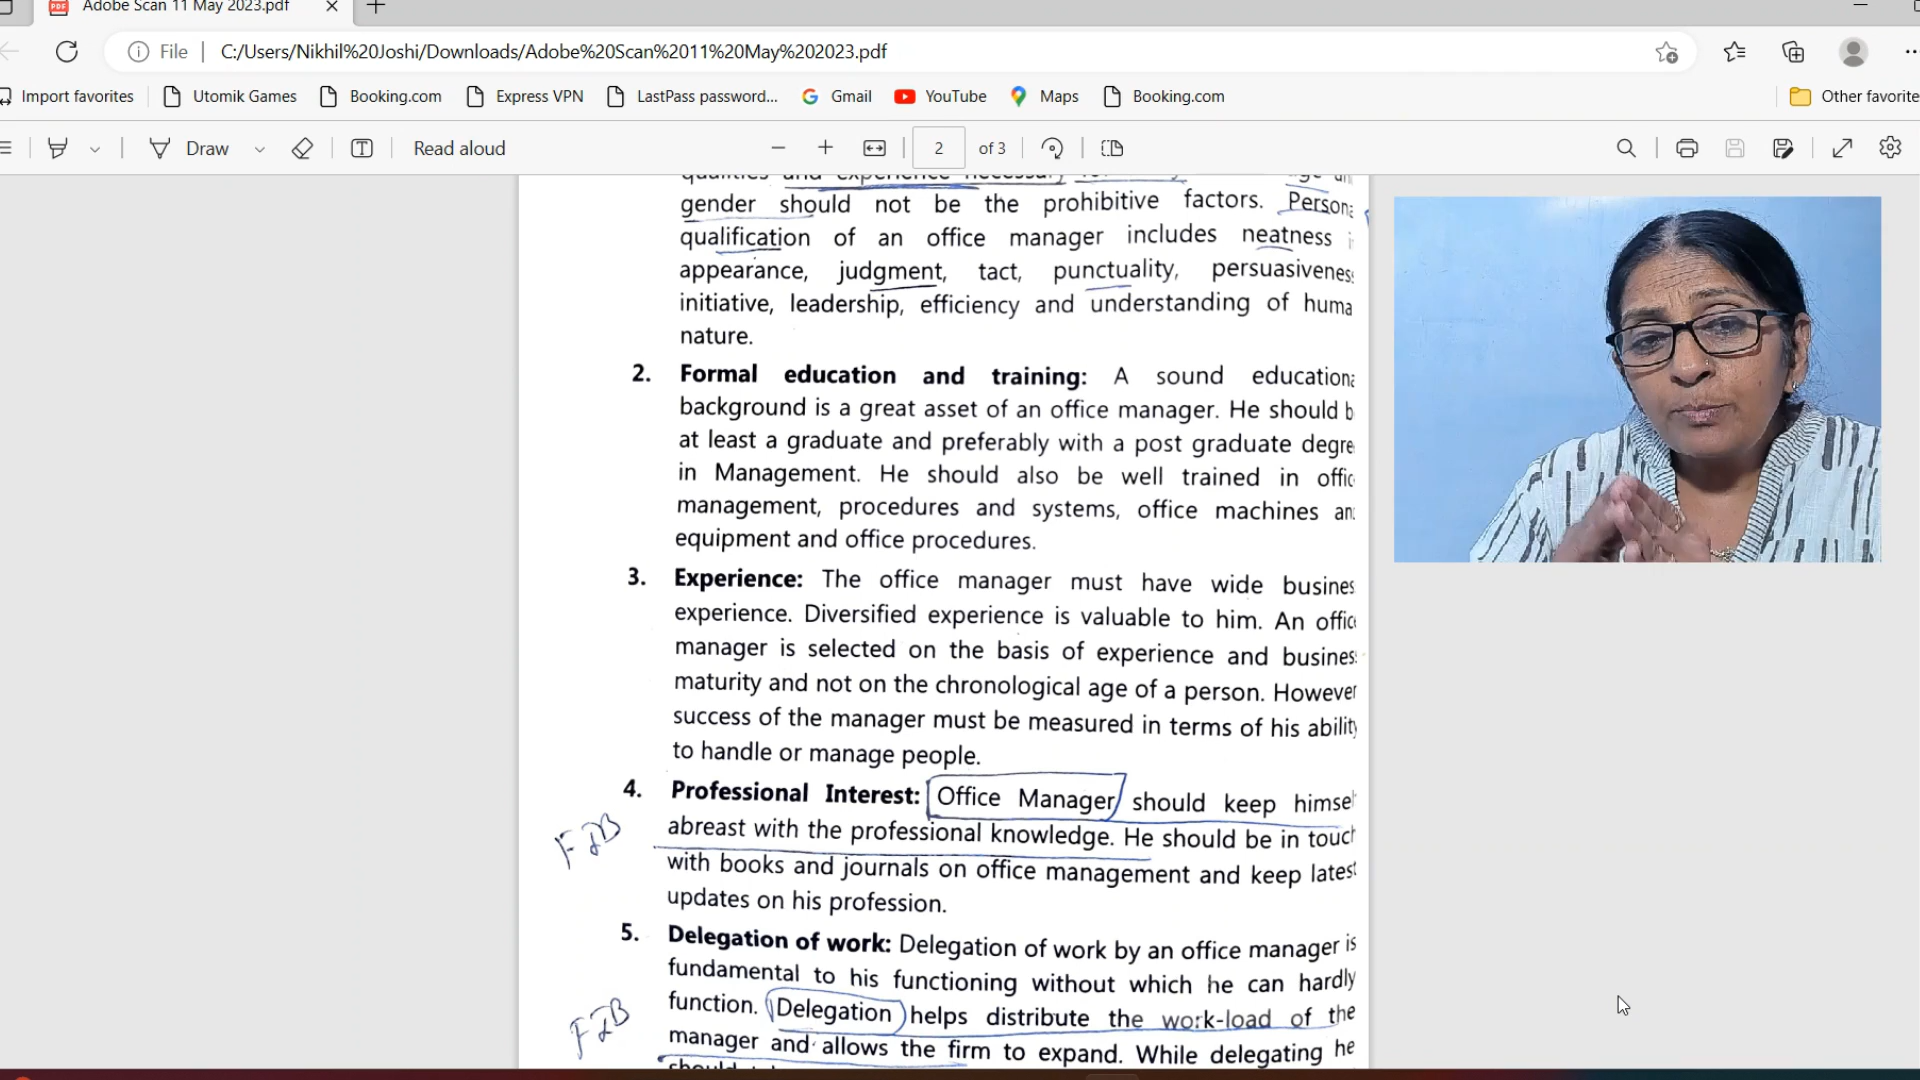 Adobe Scan 11 May 2023.pdf
File C:/Users/Nikhil%20Joshi/Downloads/Adobe%20Scan%2011%20May%202023.pdf
Import favorites Utomik Games Booking.com Express VPN LastPass password... Gmail YouTube Maps Booking.com Other favorite
Draw Read aloud 2 of 3
and experience necessary
gender should not be the prohibitive factors. Persona
qualification of an office manager includes neatness i
appearance, judgment, tact, punctuality, persuasiveness
initiative, leadership, efficiency and understanding of huma
nature.
2. Formal education and training: A sound educationa
background is a great asset of an office manager. He should b
at least a graduate and preferably with a post graduate degre
in Management. He should also be well trained in offic
management, procedures and systems, office machines an
equipment and office procedures.
3. Experience: The office manager must have wide busines
experience. Diversified experience is valuable to him. An offic
manager is selected on the basis of experience and busines
maturity and not on the chronological age of a person. However
success of the manager must be measured in terms of his ability
to handle or manage people.
4. Professional Interest: Office Manager should keep himsel
FIB abreast with the professional knowledge. He should be in touch
with books and journals on office management and keep latest
updates on his profession.
5. Delegation of work: Delegation of work by an office manager is
fundamental to his functioning without which he can hardly
FIB function. Delegation helps distribute the work-load of the
manager and allows the firm to expand. While delegating he